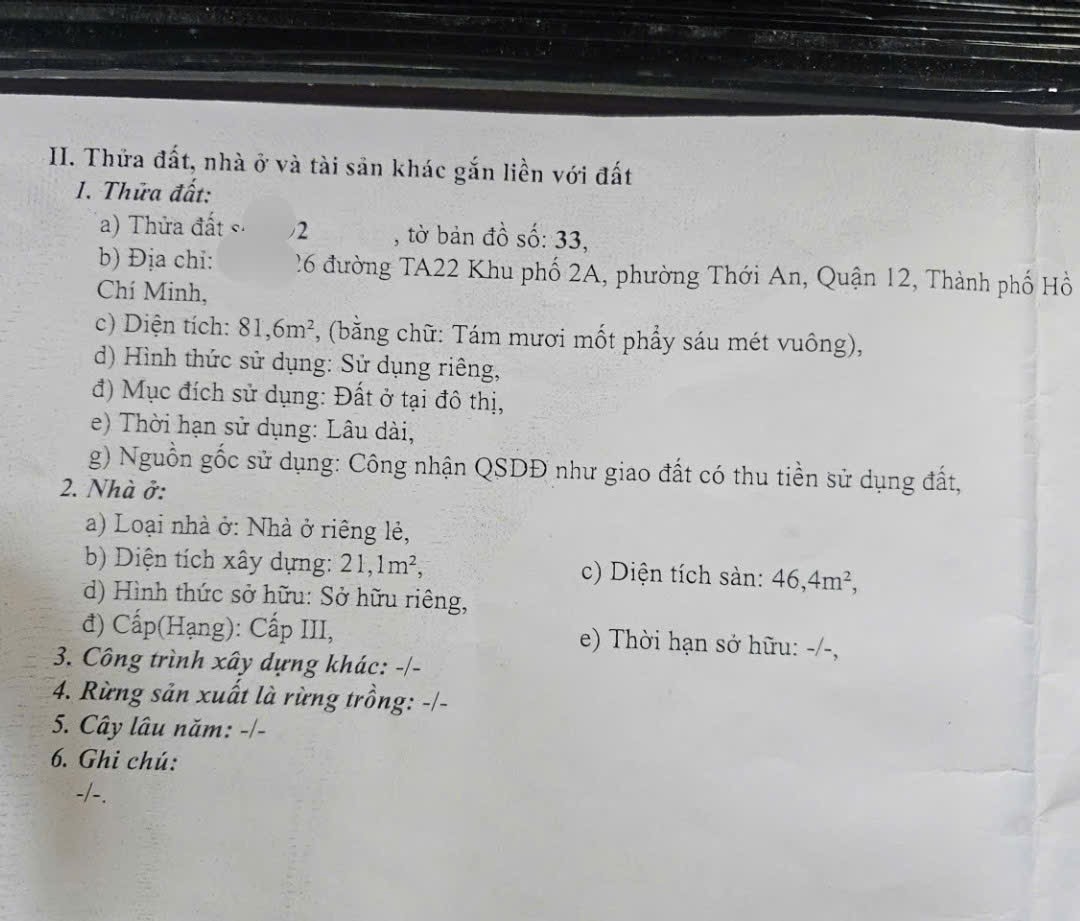 II. Thửa đất, nhà ở và tài sản khác gắn liền với đất
1. Thửa đất:
a) Thửa đất 2, tờ bản đồ số: 33,
b) Địa chỉ: 26 đường TA22 Khu phố 2A, phường Thới An, Quận 12, Thành phố Hồ
Chí Minh,
c) Diện tích: 81,6m², (bằng chữ: Tám mươi mốt phẩy sáu mét vuông),
d) Hình thức sử dụng: Sử dụng riêng,
đ) Mục đích sử dụng: Đất ở tại đô thị,
e) Thời hạn sử dụng: Lâu dài,
g) Nguồn gốc sử dụng: Công nhận QSDĐ như giao đất có thu tiền sử dụng đất,
2. Nhà ở:
a) Loại nhà ở: Nhà ở riêng lẻ,
b) Diện tích xây dựng: 21,1m², c) Diện tích sàn: 46,4m²,
d) Hình thức sở hữu: Sở hữu riêng,
đ) Cấp(Hạng): Cấp III, e) Thời hạn sở hữu: -/-,
3. Công trình xây dựng khác: -/-
4. Rừng sản xuất là rừng trồng: -/-
5. Cây lâu năm: -/-
6. Ghi chú:
-/-.